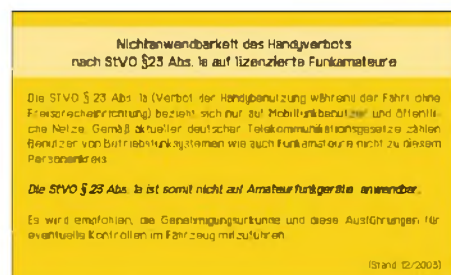 Nichtanwendbarkeit des Handyverbots
nach StVO §23 Abs. 1a auf lizenzierte Funkamateure
Die StVO § 23 Abs. 1a (Verbot der Handybenutzung während der Fahrt ohne
Freisprecheinrichtung) bezieht sich nur auf Mobilfunkbenutzer und öffentli-
che Netze. Gemäß aktueller deutscher Telekommunikationsgesetze zählen
Benutzer von Betriebsfunksystemen wie auch Funkamateure nicht zu diesem
Personenkreis.
Die StVO § 23 Abs. 1a ist somit nicht auf Amateurfunkgeräte anwendbar.
Es wird empfohlen, die Genehmigungsurkunde und diese Ausführungen für
eventuelle Kontrollen im Fahrzeug mitzuführen.
(Stand 12/2003)